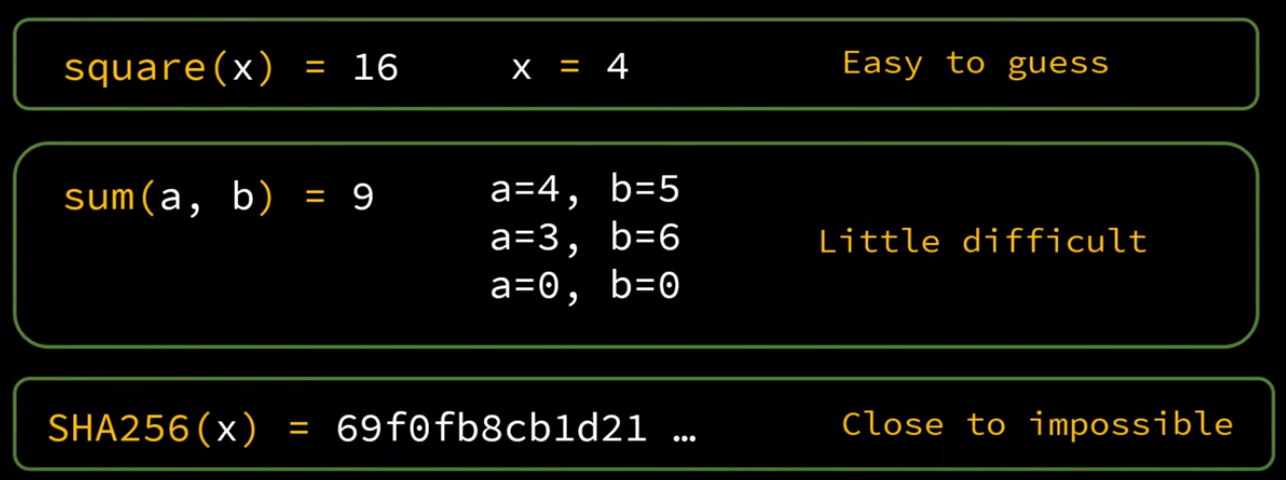 square(x) = 16 x = 4 Easy to guess
sum(a, b) = 9 a=4, b=5
a=3, b=6 Little difficult
a=0, b=0
SHA256(x) = 69f0fb8cb1d21 … Close to impossible